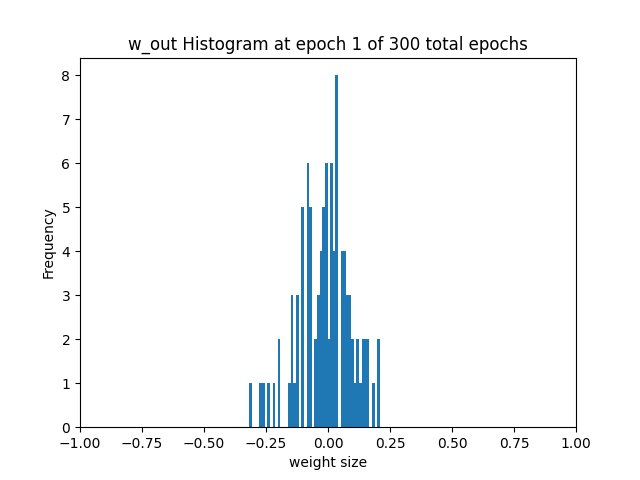 w_out Histogram at epoch 1 of 300 total epochs
8
7
6
5
4
3
2
1
0
Frequency
−1.00 −0.75 −0.50 −0.25 0.00 0.25 0.50 0.75 1.00
weight size